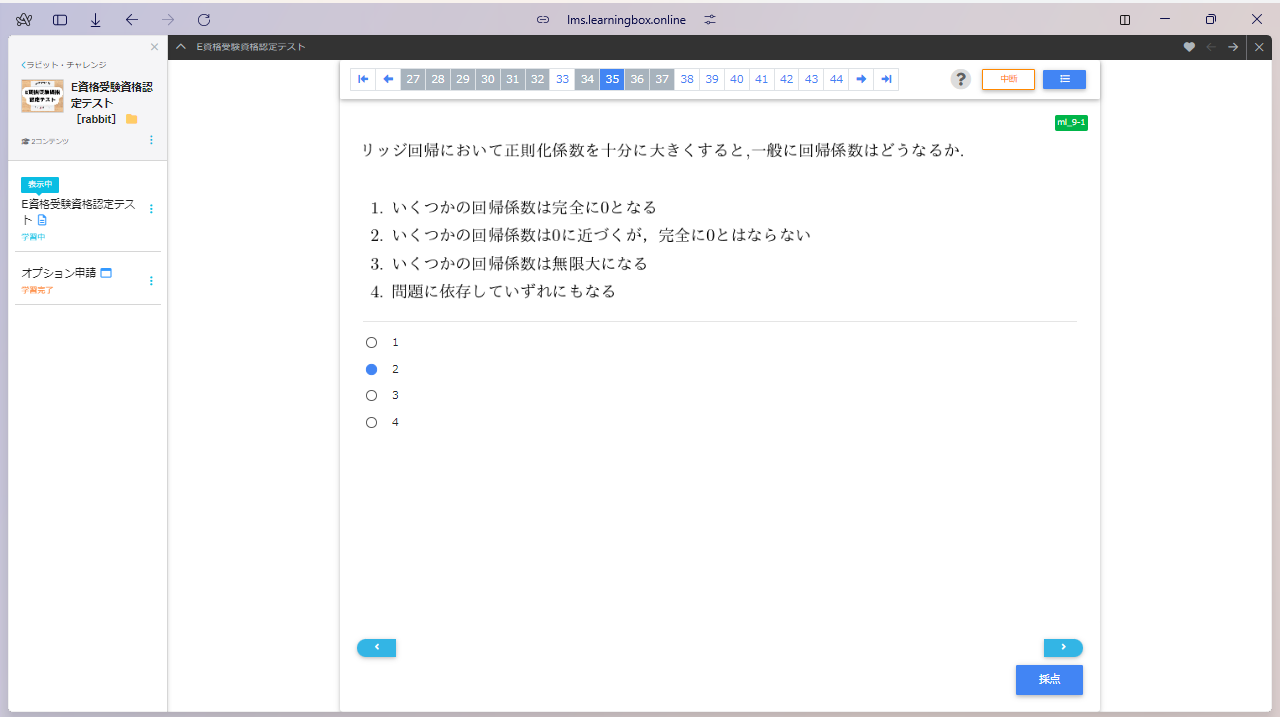 lms.learningbox.online
ラビット・チャレンジ
E資格受験資格認定テスト
[rabbit]
2コンテンツ
表示中
E資格受験資格認定テスト
学習中
オプション申請
学習完了
E資格受験資格認定テスト
27 28 29 30 31 32 33 34 35 36 37 38 39 40 41 42 43 44
?
中断
ml_9-1
リッジ回帰において正則化係数を十分に大きくすると,一般に回帰係数はどうなるか.
1. いくつかの回帰係数は完全に0となる
2. いくつかの回帰係数は0に近づくが，完全に0とはならない
3. いくつかの回帰係数は無限大になる
4. 問題に依存していずれにもなる
1
2
3
4
採点